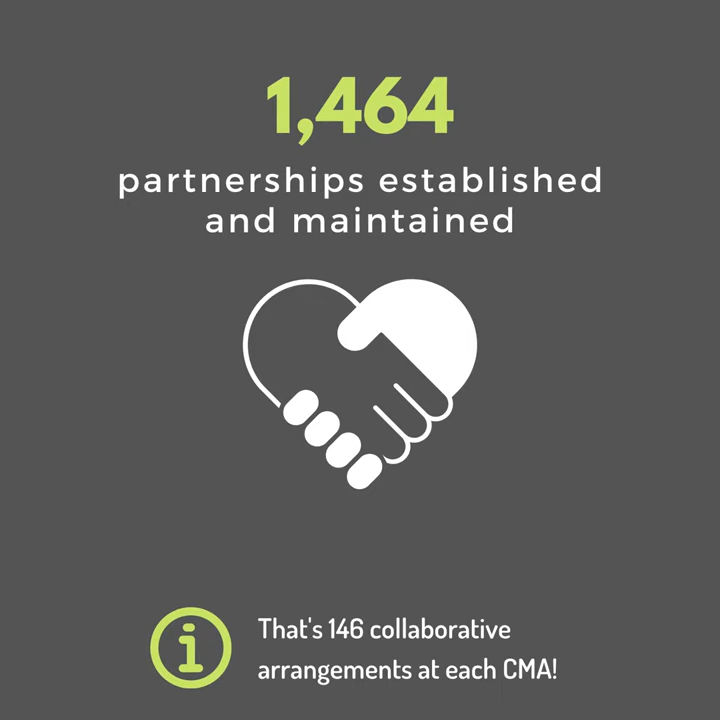 1,464
partnerships established
and maintained
That's 146 collaborative
arrangements at each CMA!